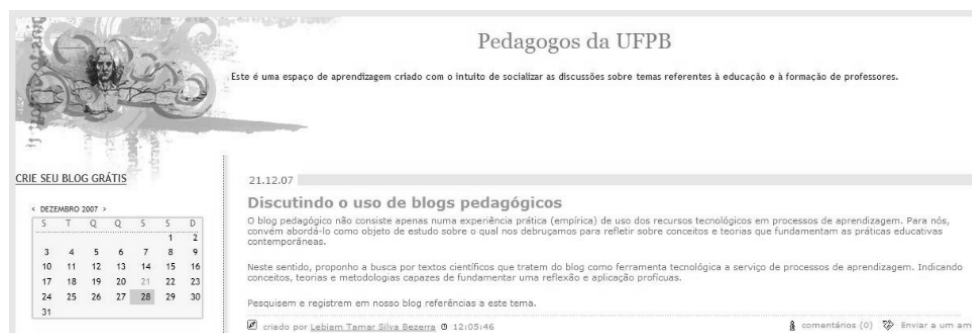 Pedagogos da UFPB
Este é uma espaço de aprendizagem criado com o intuito de socializar as discussões sobre temas referentes à educação e à formação de professores.
CRIE SEU BLOG GRÁTIS
< DEZEMBRO 2007 >
S T Q Q S S D
1 2
3 4 5 6 7 8 9
10 11 12 13 14 15 16
17 18 19 20 21 22 23
24 25 26 27 28 29 30
31
21.12.07
Discutindo o uso de blogs pedagógicos
O blog pedagógico não consiste apenas numa experiência prática (empírica) de uso dos recursos tecnológicos em processos de aprendizagem. Para nós,
convém abordá-lo como objeto de estudo sobre o qual nos debruçamos para refletir sobre conceitos e teorias que fundamentam as práticas educativas
contemporâneas.
Neste sentido, proponho a busca por textos científicos que tratem do blog como ferramenta tecnológica a serviço de processos de aprendizagem. Indicando
conceitos, teorias e metodologias capazes de fundamentar uma reflexão e aplicação profícuas.
Pesquisem e registrem em nosso blog referências a este tema.
criado por Lebiam Tamar Silva Bezerra 12:05:46 comentários (0) Enviar a um am